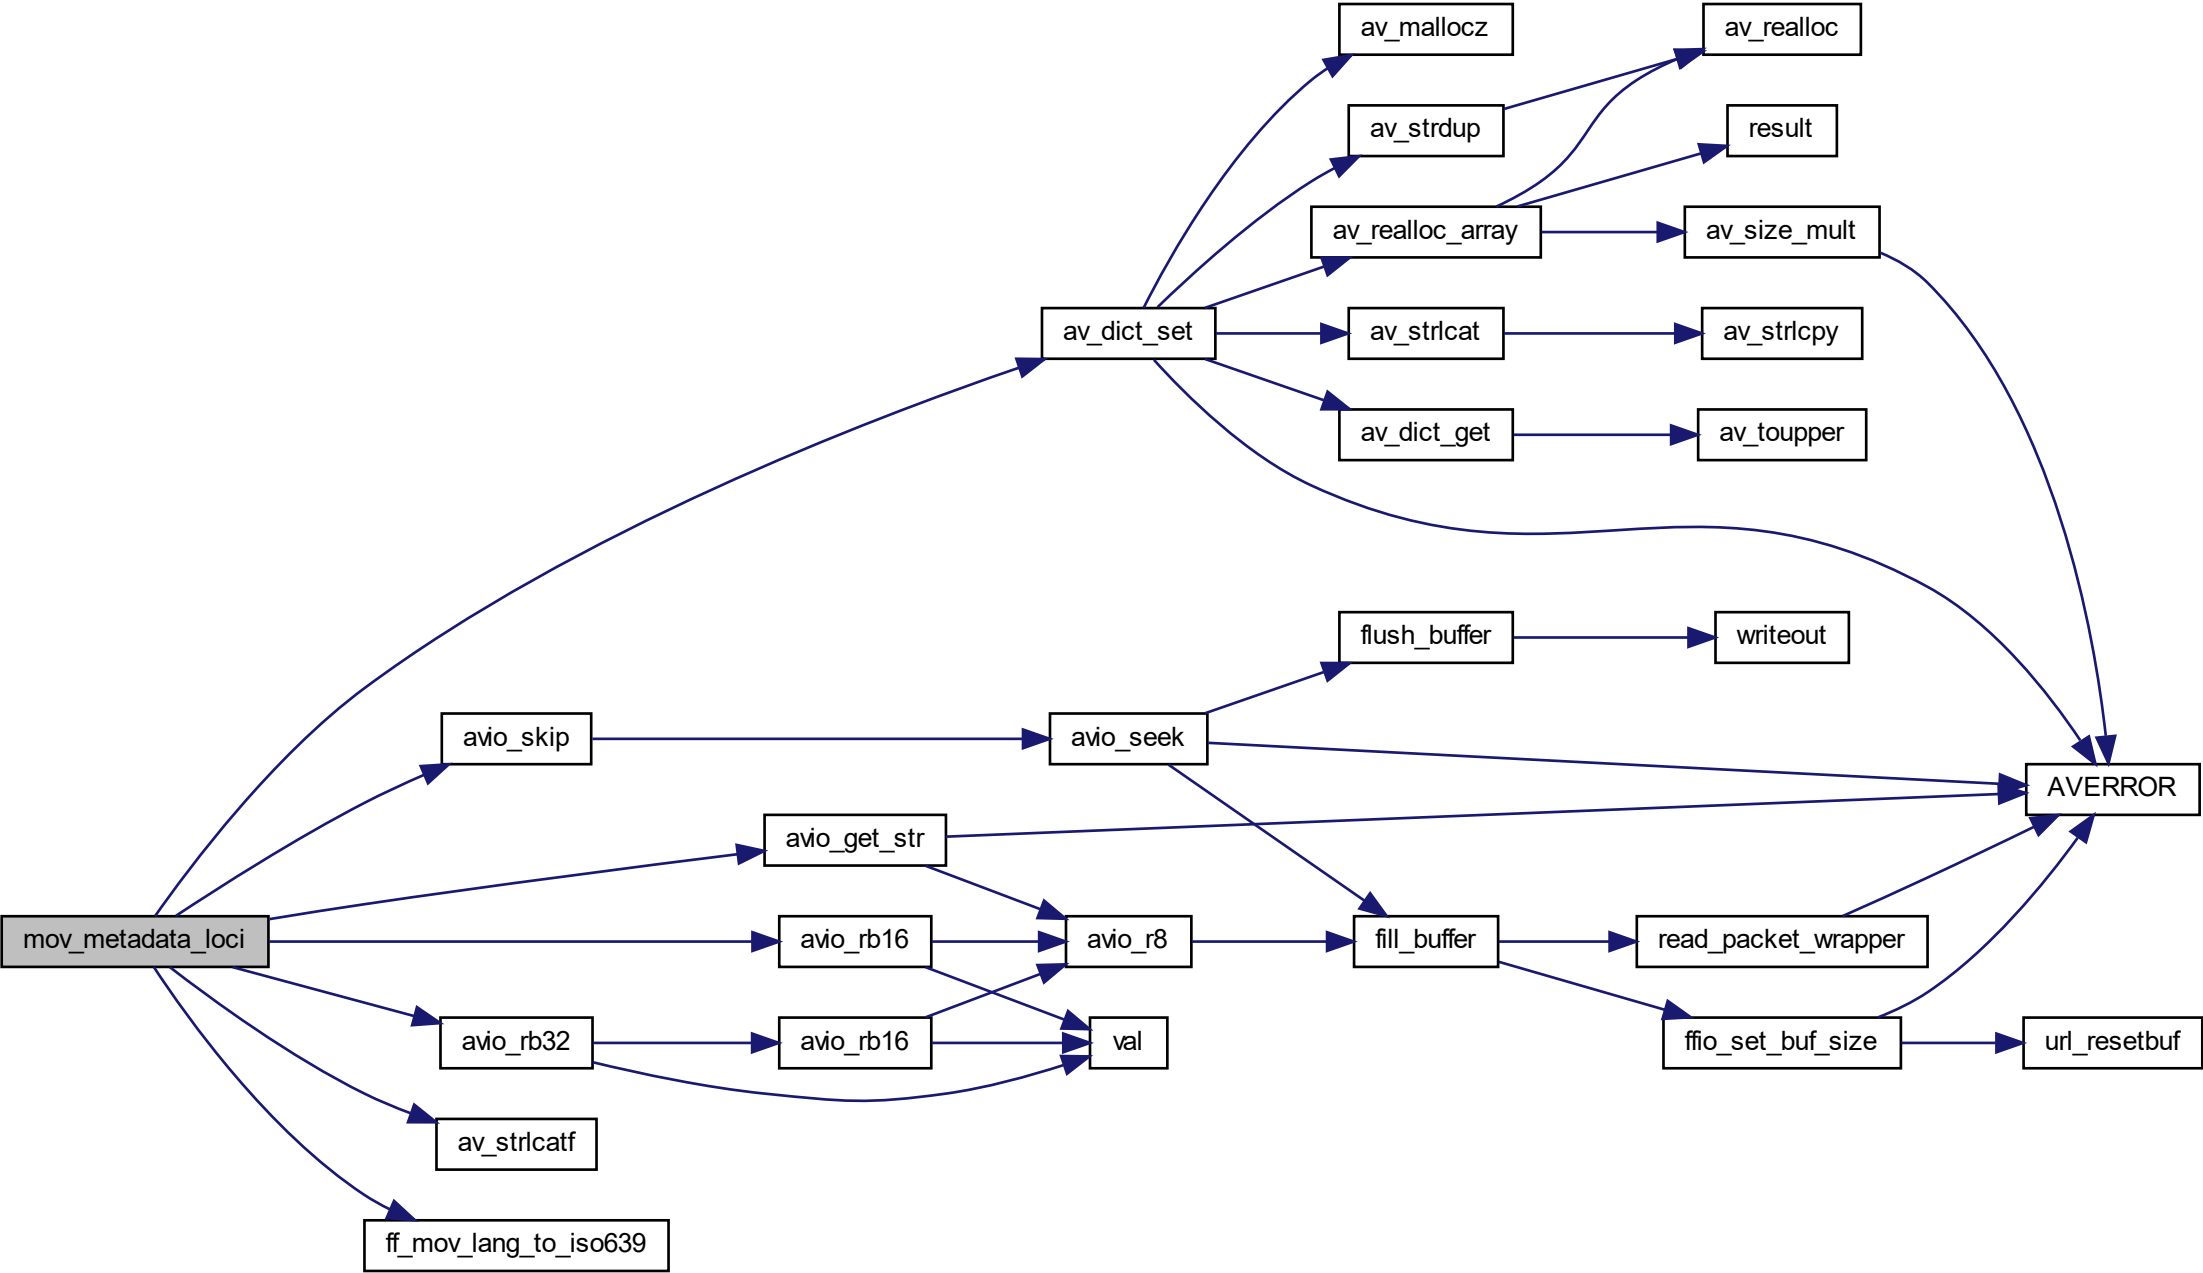 av_mallocz
av_realloc
av_strdup
result
av_realloc_array
av_size_mult
av_dict_set
av_strlcat
av_strlcpy
av_dict_get
av_toupper
flush_buffer
writeout
avio_skip
avio_seek
AVERROR
avio_get_str
mov_metadata_loci
avio_rb16
avio_r8
fill_buffer
read_packet_wrapper
avio_rb32
avio_rb16
val
ffio_set_buf_size
url_resetbuf
av_strlcatf
ff_mov_lang_to_iso639